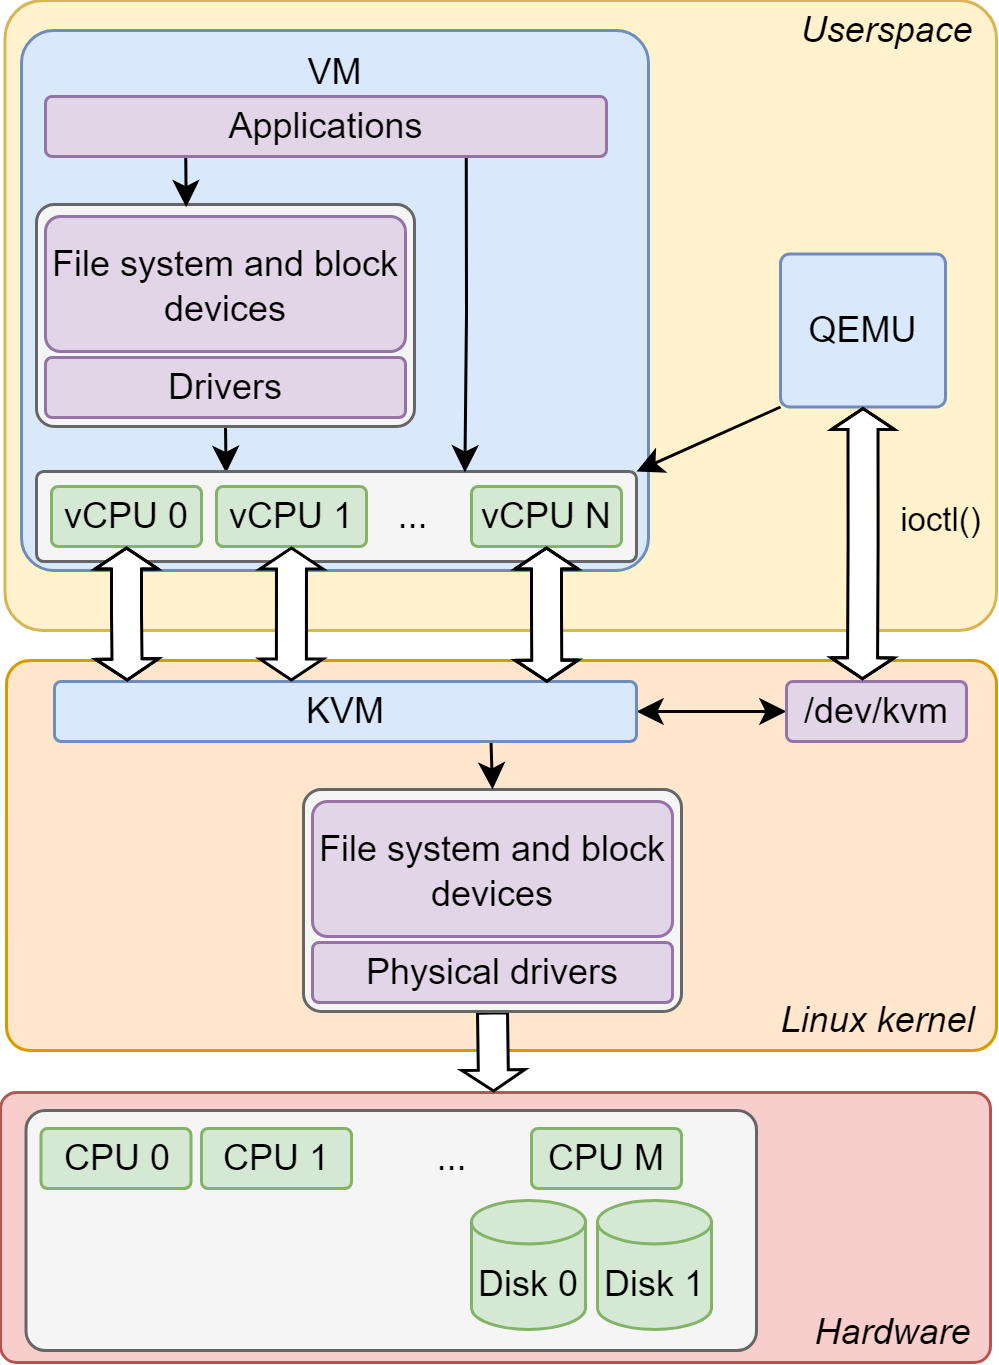 Userspace
VM
Applications
File system and block
devices
Drivers
QEMU
vCPU 0
vCPU 1
...
vCPU N
ioctl()
KVM
/dev/kvm
File system and block
devices
Physical drivers
Linux kernel
CPU 0
CPU 1
...
CPU M
Disk 0
Disk 1
Hardware